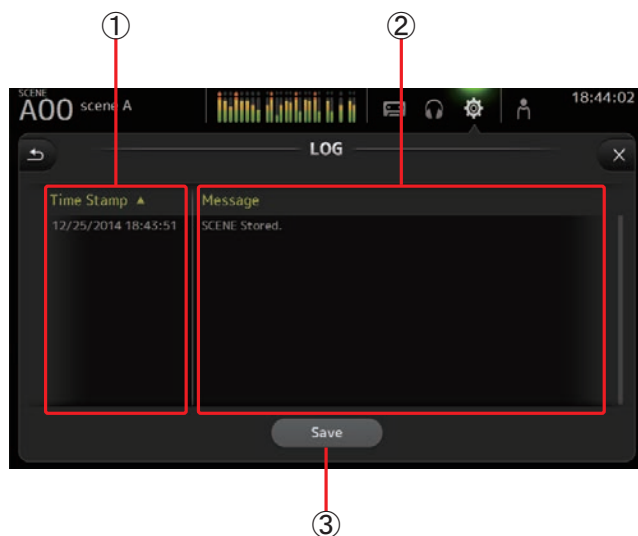 ① ②
SCENE
A00 scene A 18:44:02
LOG
Time Stamp ▲ Message
12/25/2014 18:43:51 SCENE Stored.
Save
③